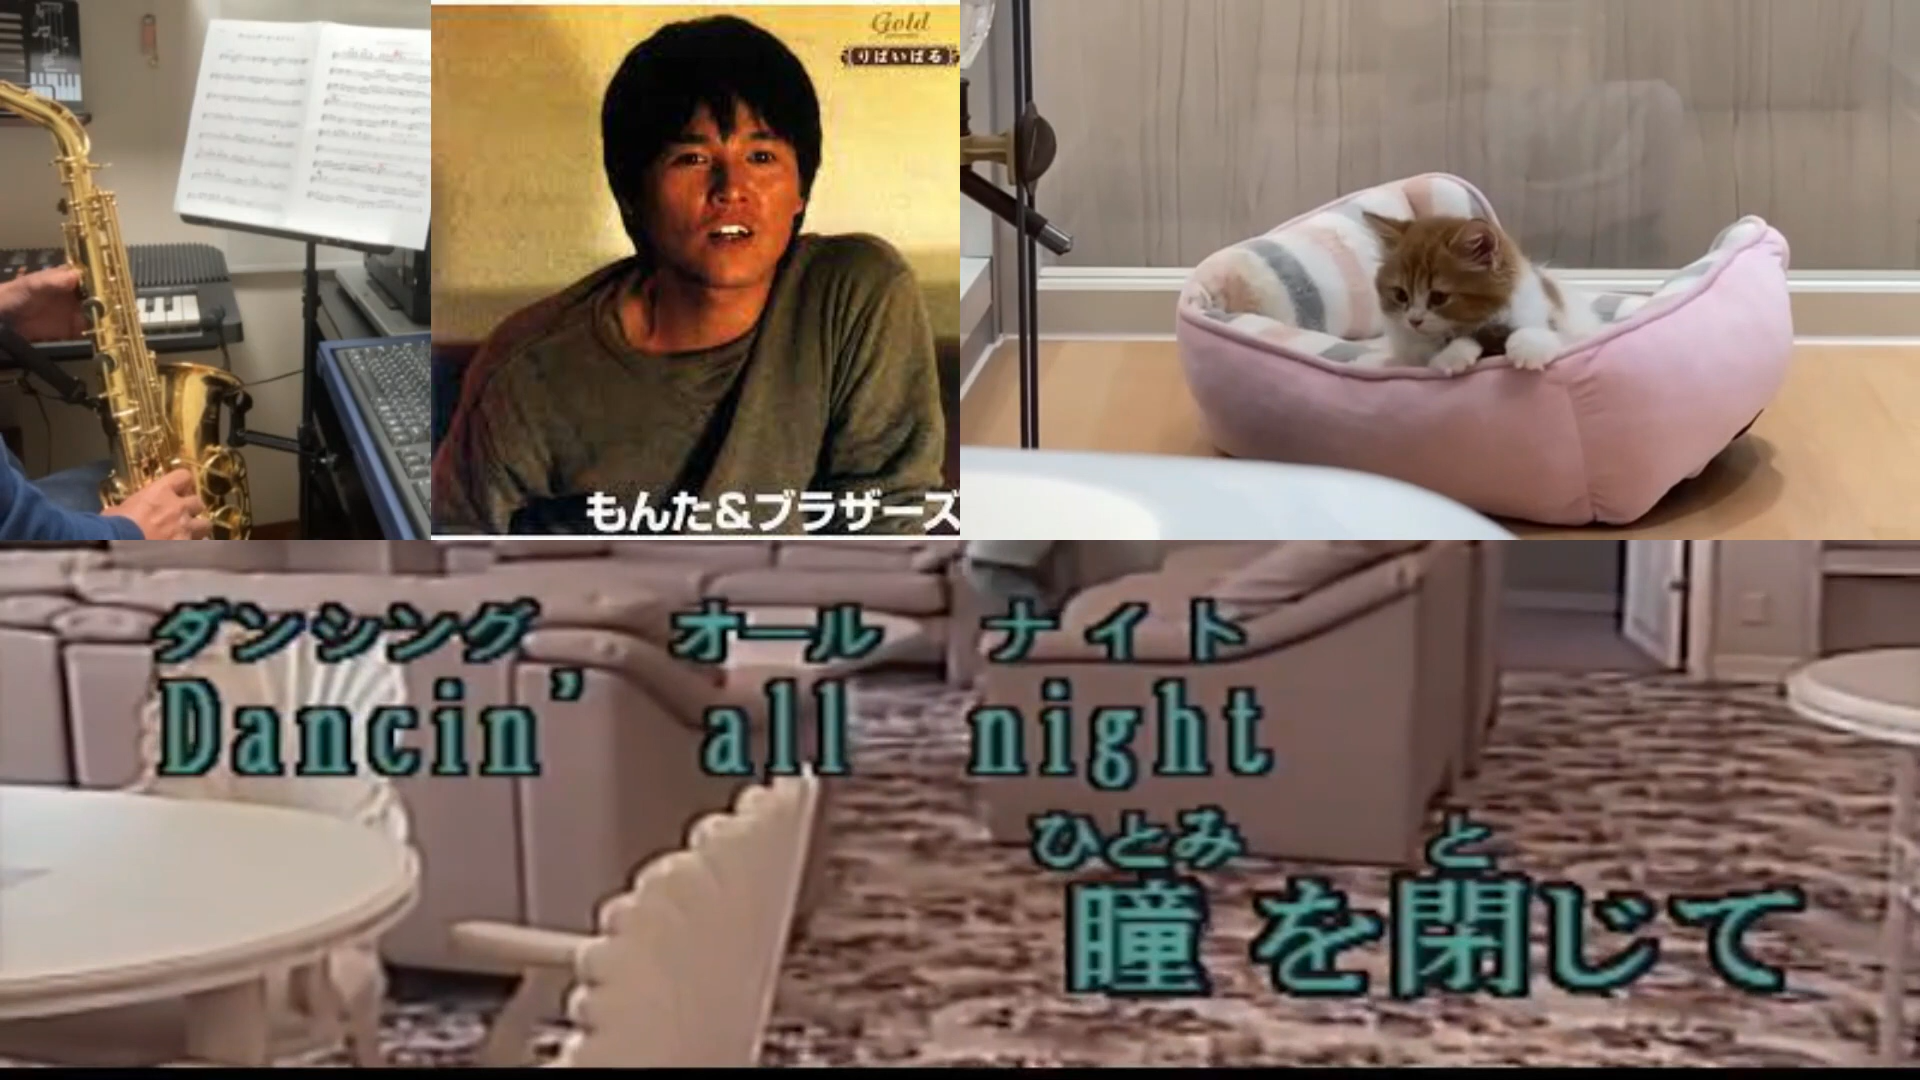 Gold
りばいばる
もんた&ブラザーズ
ダンシング オール ナイト
Dancin' all night
ひとみ と
瞳を閉じて